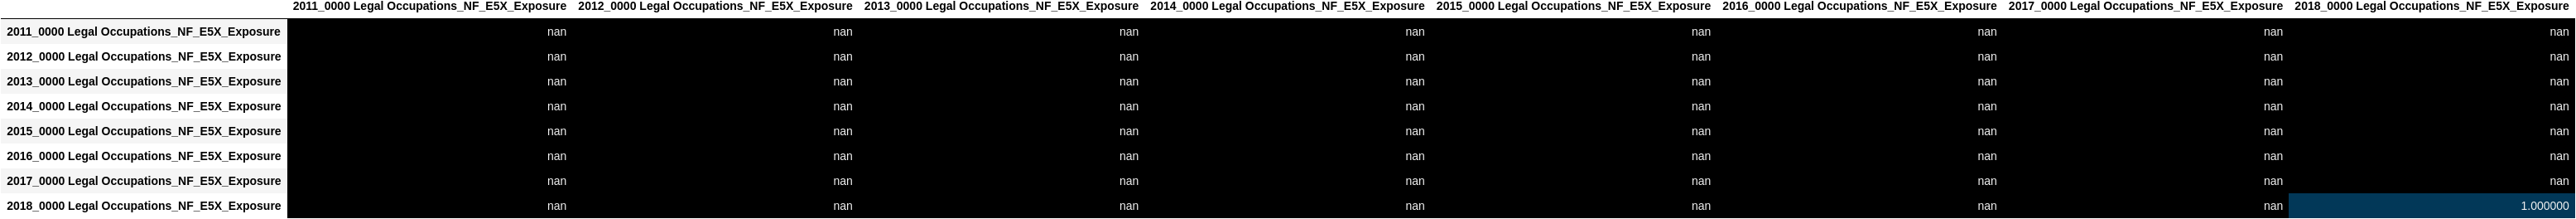 2011_0000 Legal Occupations_NF_E5X_Exposure 2012_0000 Legal Occupations_NF_E5X_Exposure 2013_0000 Legal Occupations_NF_E5X_Exposure 2014_0000 Legal Occupations_NF_E5X_Exposure 2015_0000 Legal Occupations_NF_E5X_Exposure 2016_0000 Legal Occupations_NF_E5X_Exposure 2017_0000 Legal Occupations_NF_E5X_Exposure 2018_0000 Legal Occupations_NF_E5X_Exposure
2011_0000 Legal Occupations_NF_E5X_Exposure nan nan nan nan nan nan nan nan
2012_0000 Legal Occupations_NF_E5X_Exposure nan nan nan nan nan nan nan nan
2013_0000 Legal Occupations_NF_E5X_Exposure nan nan nan nan nan nan nan nan
2014_0000 Legal Occupations_NF_E5X_Exposure nan nan nan nan nan nan nan nan
2015_0000 Legal Occupations_NF_E5X_Exposure nan nan nan nan nan nan nan nan
2016_0000 Legal Occupations_NF_E5X_Exposure nan nan nan nan nan nan nan nan
2017_0000 Legal Occupations_NF_E5X_Exposure nan nan nan nan nan nan nan nan
2018_0000 Legal Occupations_NF_E5X_Exposure nan nan nan nan nan nan nan 1.000000